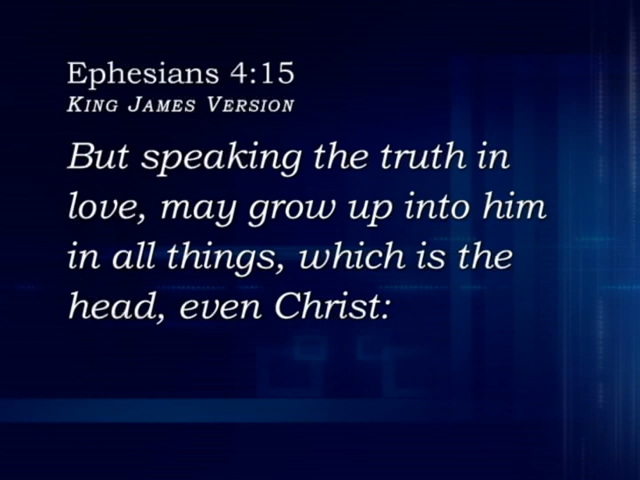 Ephesians 4:15
King James Version
But speaking the truth in
love, may grow up into him
in all things, which is the
head, even Christ: